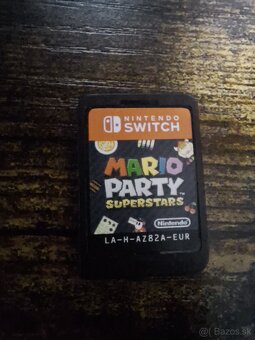 NINTENDO
SWITCH
MARIO
PARTY
SUPERSTARS
Nintendo
LA-H-AZ82A-EUR
Bazos.sk